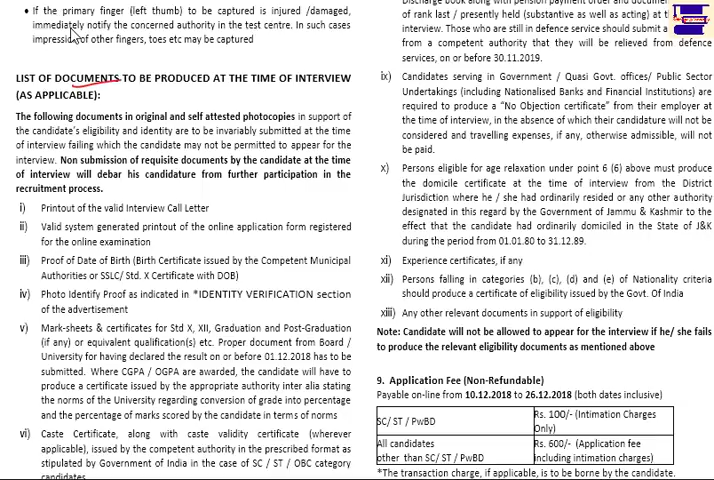 • If the primary finger (left thumb) to be captured is injured /damaged,
immediately notify the concerned authority in the test centre. In such cases
impression of other fingers, toes etc may be captured
LIST OF DOCUMENTS TO BE PRODUCED AT THE TIME OF INTERVIEW
(AS APPLICABLE):
The following documents in original and self attested photocopies in support of
the candidate's eligibility and identity are to be invariably submitted at the time
of interview failing which the candidate may not be permitted to appear for the
interview. Non submission of requisite documents by the candidate at the time
of interview will debar his candidature from further participation in the
recruitment process.
i) Printout of the valid Interview Call Letter
ii) Valid system generated printout of the online application form registered
for the online examination
iii) Proof of Date of Birth (Birth Certificate issued by the Competent Municipal
Authorities or SSLC/ Std. X Certificate with DOB)
iv) Photo Identify Proof as indicated in *IDENTITY VERIFICATION section
of the advertisement
v) Mark-sheets & certificates for Std X, XII, Graduation and Post-Graduation
(if any) or equivalent qualification(s) etc. Proper document from Board /
University for having declared the result on or before 01.12.2018 has to be
submitted. Where CGPA / OGPA are awarded, the candidate will have to
produce a certificate issued by the appropriate authority inter alia stating
the norms of the University regarding conversion of grade into percentage
and the percentage of marks scored by the candidate in terms of norms
vi) Caste Certificate, along with caste validity certificate (wherever
applicable), issued by the competent authority in the prescribed format as
stipulated by Government of India in the case of SC / ST / OBC category
candidates
Discharge book along with pension payment order and
of rank last / presently held (substantive as well as acting) at
interview. Those who are still in defence service should submit a
from a competent authority that they will be relieved from defence
services, on or before 30.11.2019.
ix) Candidates serving in Government / Quasi Govt. offices/ Public Sector
Undertakings (including Nationalised Banks and Financial Institutions) are
required to produce a "No Objection certificate" from their employer at
the time of interview, in the absence of which their candidature will not be
considered and travelling expenses, if any, otherwise admissible, will not
be paid.
x) Persons eligible for age relaxation under point 6 (6) above must produce
the domicile certificate at the time of interview from the District
Jurisdiction where he / she had ordinarily resided or any other authority
designated in this regard by the Government of Jammu & Kashmir to the
effect that the candidate had ordinarily domiciled in the State of J&K
during the period from 01.01.80 to 31.12.89.
xi) Experience certificates, if any
xii) Persons falling in categories (b), (c), (d) and (e) of Nationality criteria
should produce a certificate of eligibility issued by the Govt. Of India
xiii) Any other relevant documents in support of eligibility
Note: Candidate will not be allowed to appear for the interview if he/ she fails
to produce the relevant eligibility documents as mentioned above
9. Application Fee (Non-Refundable)
Payable on-line from 10.12.2018 to 26.12.2018 (both dates inclusive)
SC/ ST / PwBD Rs. 100/- (Intimation Charges
Only)
All candidates Rs. 600/- (Application fee
other than SC/ ST / PwBD including intimation charges)
*The transaction charge, if applicable, is to be borne by the candidate.